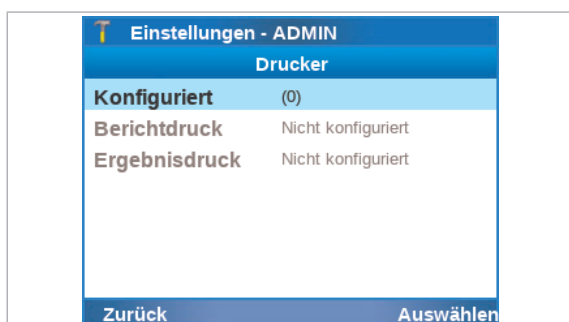 Einstellungen - ADMIN
Drucker
Konfiguriert (0)
Berichtdruck Nicht konfiguriert
Ergebnisdruck Nicht konfiguriert
Zurück Auswählen